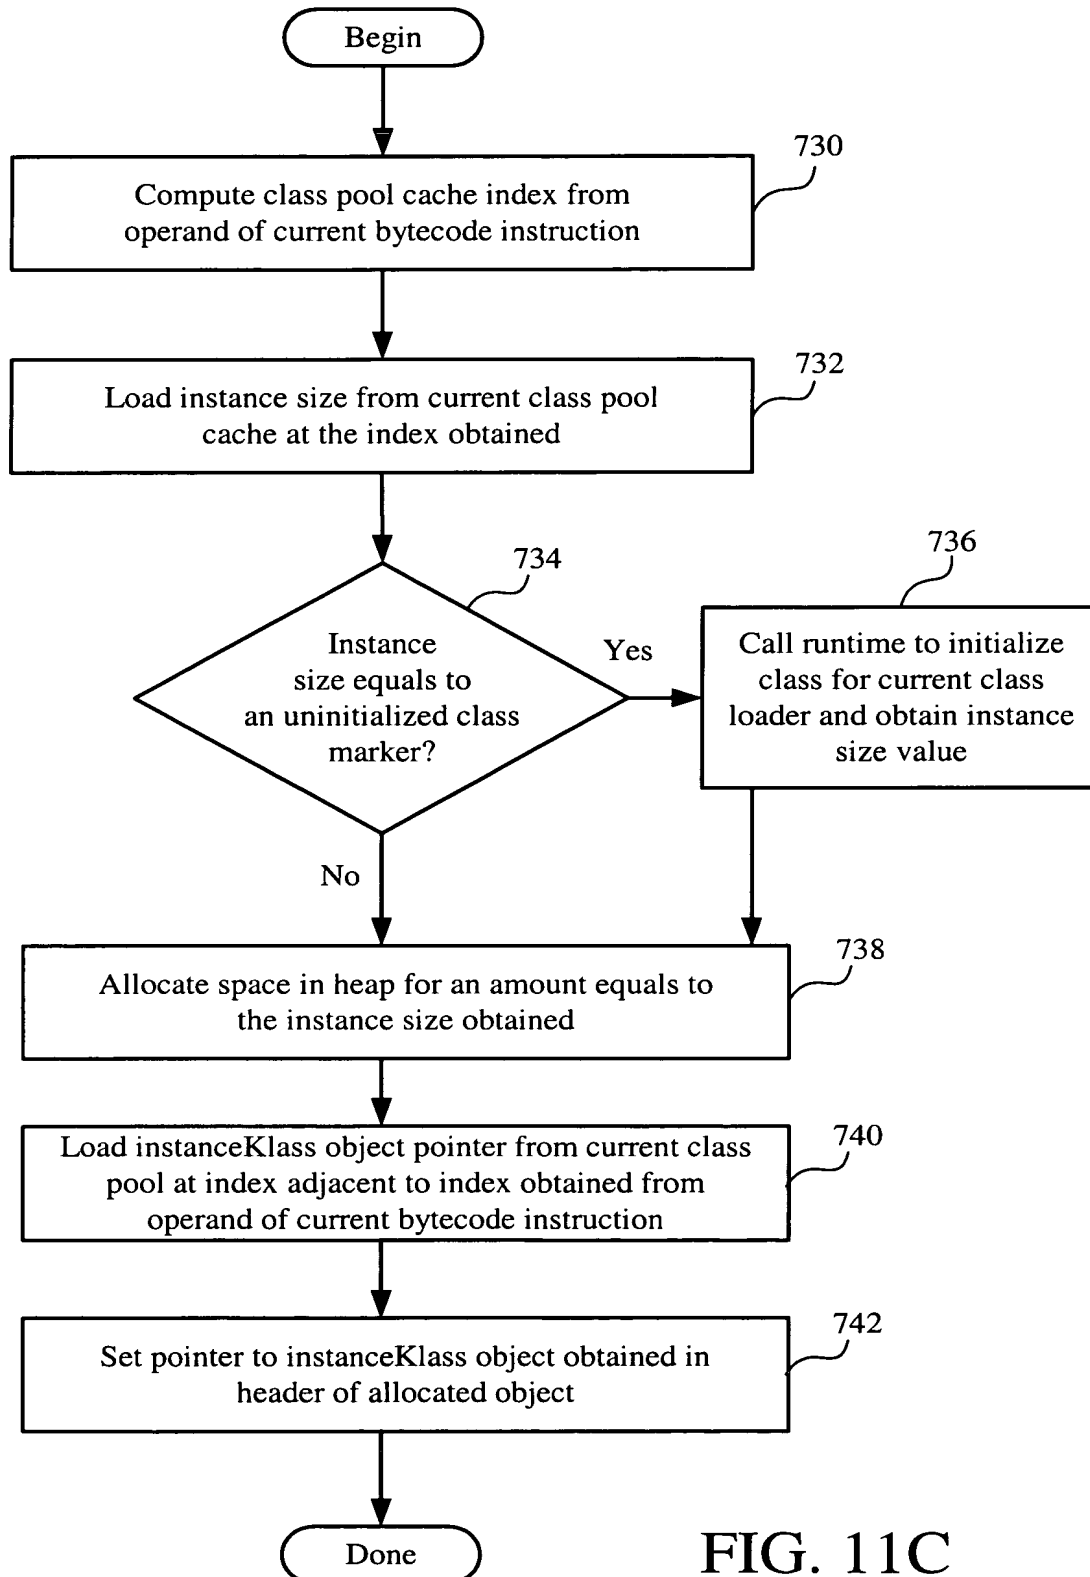 Begin
730
Compute class pool cache index from
operand of current bytecode instruction
732
Load instance size from current class pool
cache at the index obtained
734
736
Instance
size equals to
an uninitialized class
marker?
Yes
Call runtime to initialize
class for current class
loader and obtain instance
size value
No
738
Allocate space in heap for an amount equals to
the instance size obtained
740
Load instanceKlass object pointer from current class
pool at index adjacent to index obtained from
operand of current bytecode instruction
742
Set pointer to instanceKlass object obtained in
header of allocated object
Done
FIG. 11C